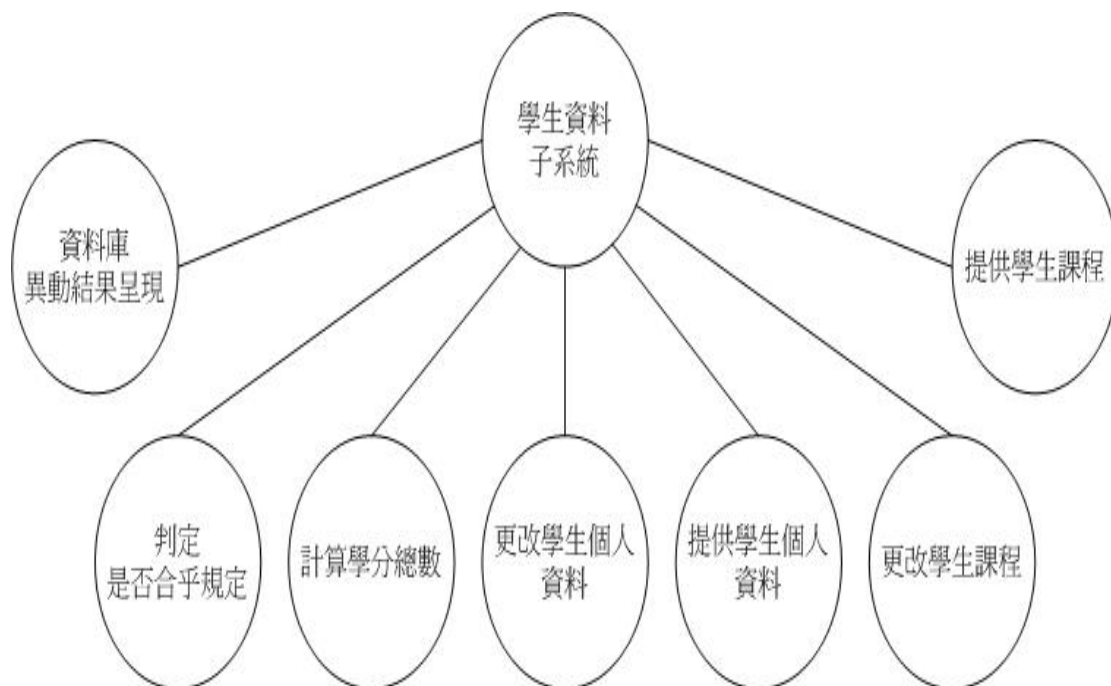 學生資料
子系統
資料庫
異動結果呈現
提供學生課程
判定
是否合乎規定
計算學分總數
更改學生個人
資料
提供學生個人
資料
更改學生課程